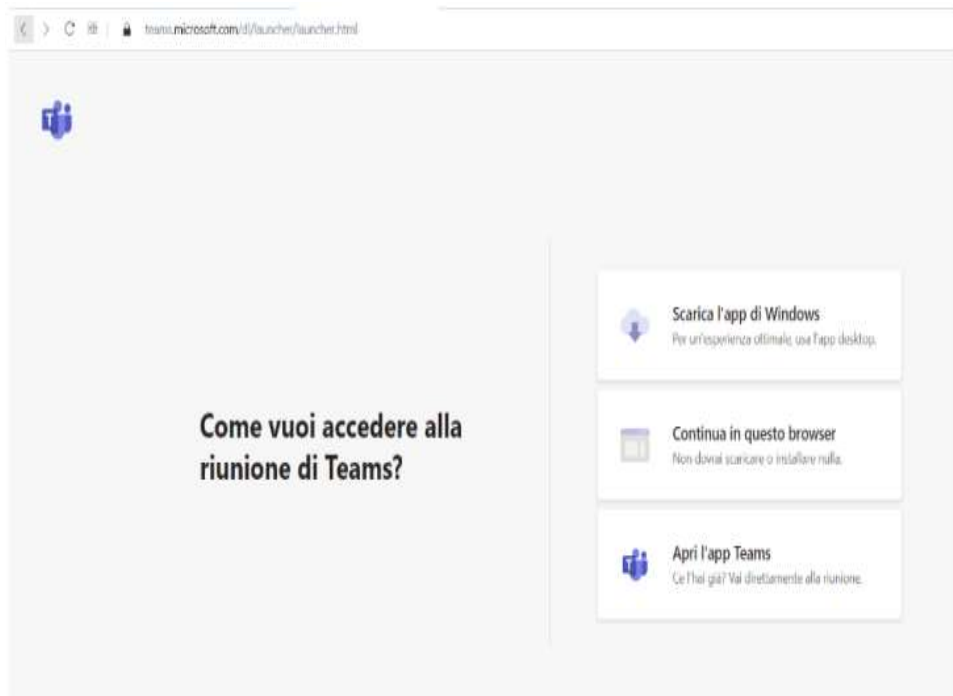 teams.microsoft.com/dl/launcher/launcher.html
Come vuoi accedere alla
riunione di Teams?
Scarica l'app di Windows
Per un'esperienza ottimale, usa l'app desktop.
Continua in questo browser
Non dovrai scaricare o installare nulla.
Apri l'app Teams
Ce l'hai già? Vai direttamente alla riunione.